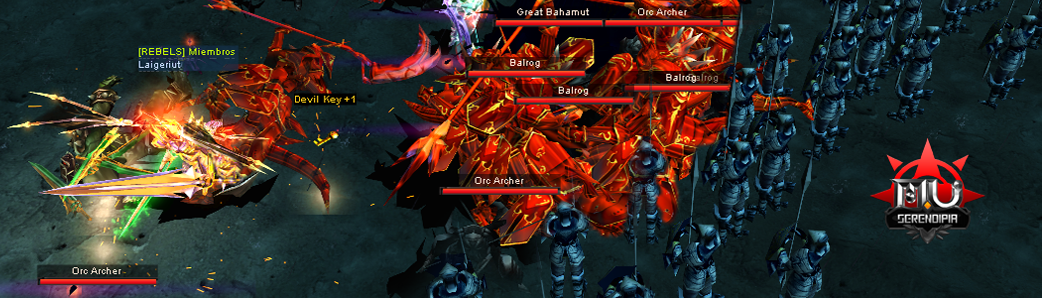 Great Bahamut
Orc Archer
[REBELS] Miembros
Laigeriut
Balrog
Balrog
Balrog
Devil Key +1
Orc Archer
MU
SERENDIPIA
Orc Archer